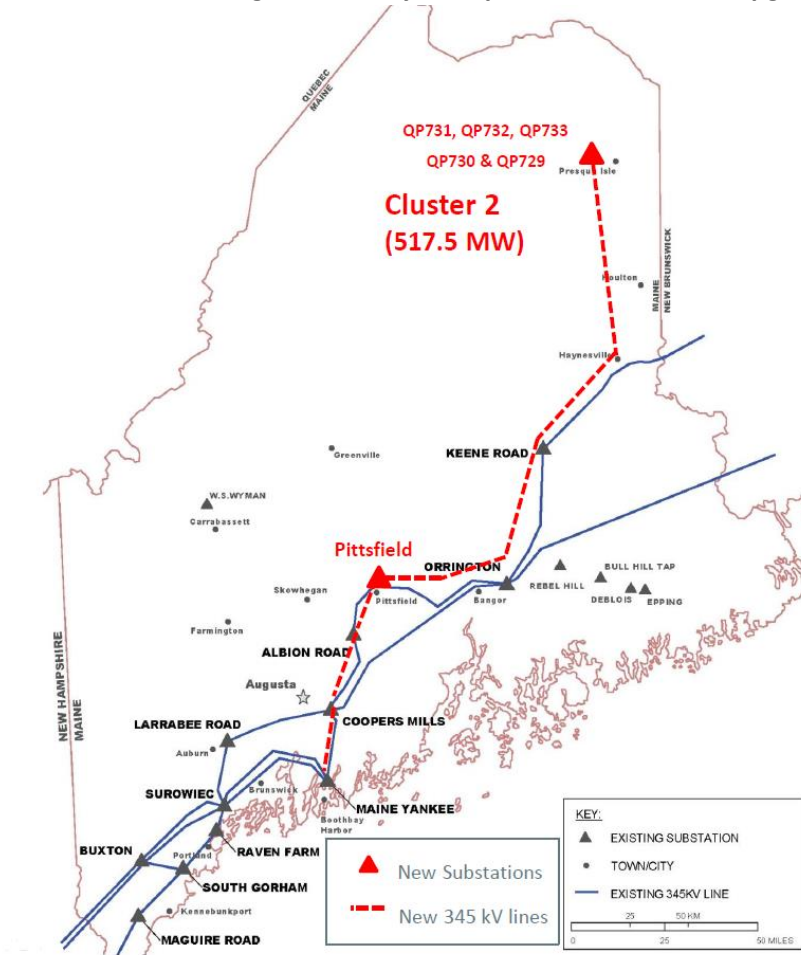 QUEBEC
MAINE
QP731, QP732, QP733
QP730 & QP729
Presque Isle
Cluster 2
(517.5 MW)
Houlton
MAINE
NEW BRUNSWICK
Haynesville
Greenville
KEENE ROAD
W.S.WYMAN
Carrabassett
Pittsfield
ORRINGTON
BULL HILL TAP
REBEL HILL
Skowhegan
Pittsfield
Bangor
DEBLOIS
EPPING
Farmington
ALBION ROAD
NEW HAMPSHIRE
MAINE
Augusta
COOPERS MILLS
LARRABEE ROAD
Auburn
SUROWIEC
Brunswick
MAINE YANKEE
Boothbay
Harbor
RAVEN FARM
BUXTON
Portland
SOUTH GORHAM
Kennebunkport
MAGUIRE ROAD
New Substations
New 345 kV lines
KEY:
EXISTING SUBSTATION
TOWN/CITY
EXISTING 345KV LINE
25 50 KM
0 25 50 MILES